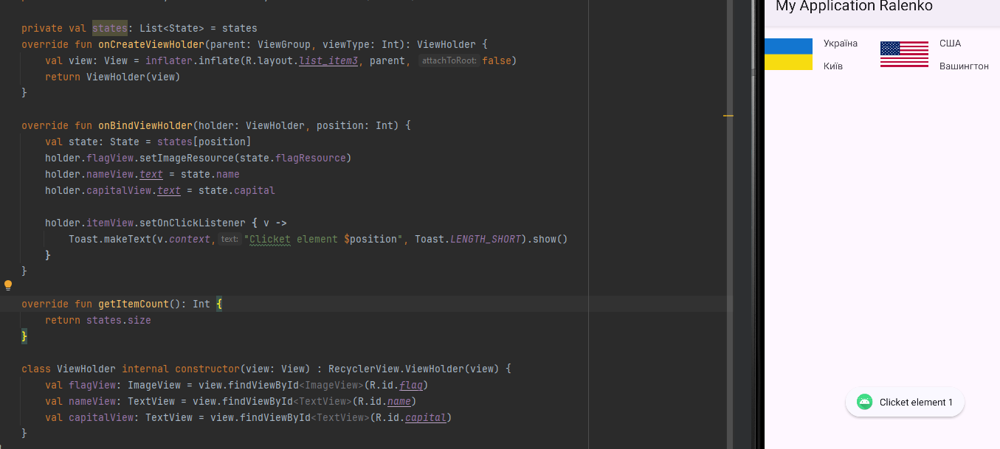 private val states: List<State> = states
override fun onCreateViewHolder(parent: ViewGroup, viewType: Int): ViewHolder {
val view: View = inflater.inflate(R.layout.list_item3, parent, attachToRoot: false)
return ViewHolder(view)
}
override fun onBindViewHolder(holder: ViewHolder, position: Int) {
val state: State = states[position]
holder.flagView.setImageResource(state.flagResource)
holder.nameView.text = state.name
holder.capitalView.text = state.capital
holder.itemView.setOnClickListener { v ->
Toast.makeText(v.context, text: "Clicket element $position", Toast.LENGTH_SHORT).show()
}
}
override fun getItemCount(): Int {
return states.size
}
class ViewHolder internal constructor(view: View) : RecyclerView.ViewHolder(view) {
val flagView: ImageView = view.findViewById<ImageView>(R.id.flag)
val nameView: TextView = view.findViewById<TextView>(R.id.name)
val capitalView: TextView = view.findViewById<TextView>(R.id.capital)
}
My Application Ralenko
Україна
Київ
США
Вашингтон
Clicket element 1